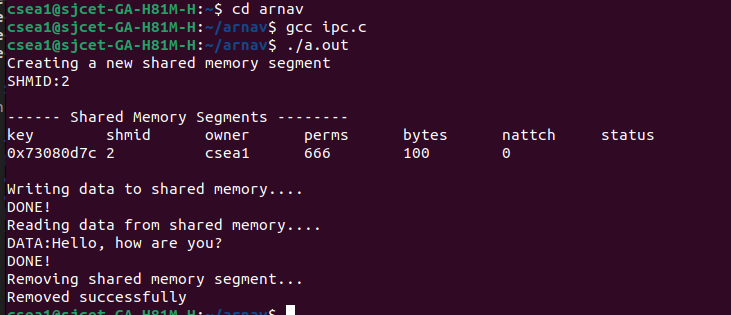 csea1@sjcet-GA-H81M-H:~$ cd arnav
csea1@sjcet-GA-H81M-H:~/arnav$ gcc ipc.c
csea1@sjcet-GA-H81M-H:~/arnav$ ./a.out
Creating a new shared memory segment
SHMID:2
------ Shared Memory Segments --------
key shmid owner perms bytes nattch status
0x73080d7c 2 csea1 666 100 0
Writing data to shared memory....
DONE!
Reading data from shared memory....
DATA:Hello, how are you?
DONE!
Removing shared memory segment...
Removed successfully
csea1@sjcet-GA-H81M-H:~/arnav$